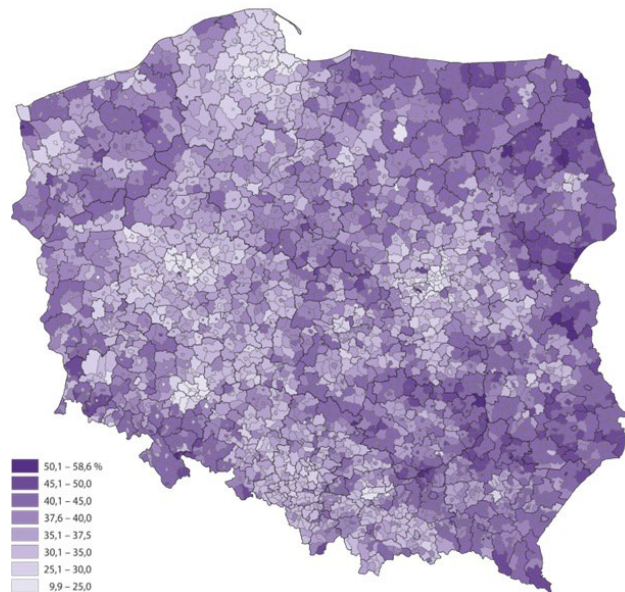 50,1 – 58,6 %
45,1 – 50,0
40,1 – 45,0
37,6 – 40,0
35,1 – 37,5
30,1 – 35,0
25,1 – 30,0
9,9 – 25,0